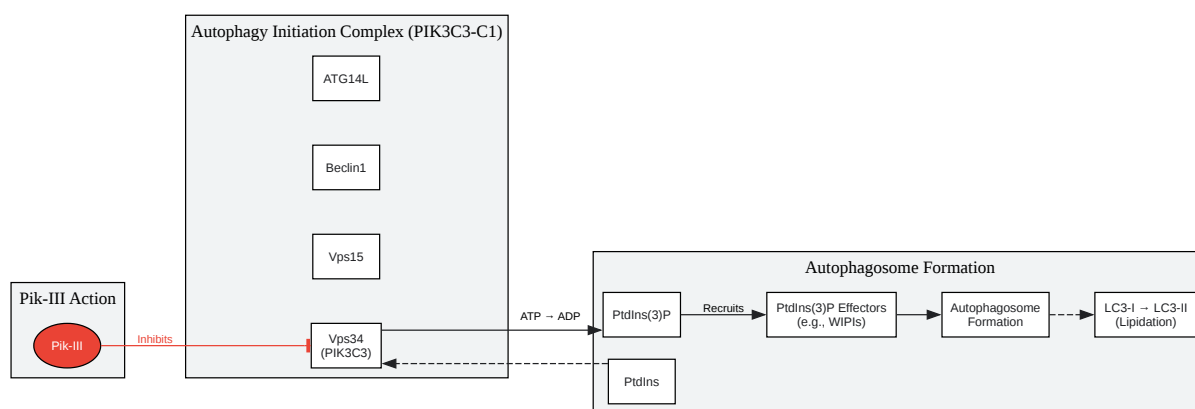 Autophagy Initiation Complex (PIK3C3-C1)
ATG14L
Beclin1
Vps15
Vps34
(PIK3C3)
Pik-III Action
Pik-III
Inhibits
ATP → ADP
Autophagosome Formation
PtdIns(3)P
Recruits
PtdIns(3)P Effectors
(e.g., WIPIs)
Autophagosome
Formation
LC3-I → LC3-II
(Lipidation)
PtdIns